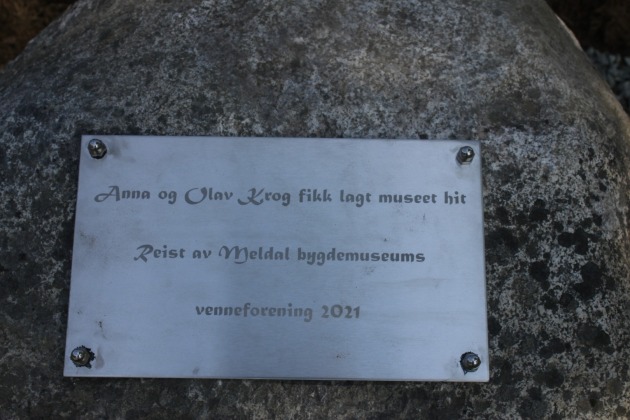 Anna og Olav Krog fikk lagt museet hit
Reist av Meldal bygdemuseums
venneforening 2021